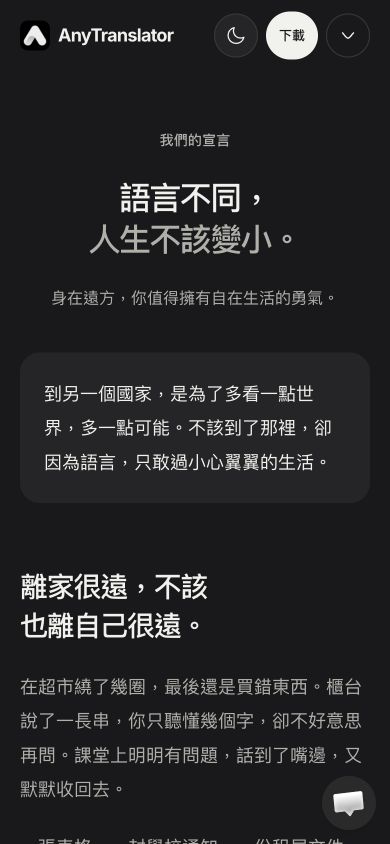 AnyTranslator
下載
我們的宣言
語言不同，
人生不該變小。
身在遠方，你值得擁有自在生活的勇氣。
到另一個國家，是為了多看一點世
界，多一點可能。不該到了那裡，卻
因為語言，只敢過小心翼翼的生活。
離家很遠，不該
也離自己很遠。
在超市繞了幾圈，最後還是買錯東西。櫃台
說了一長串，你只聽懂幾個字，卻不好意思
再問。課堂上明明有問題，話到了嘴邊，又
默默收回去。